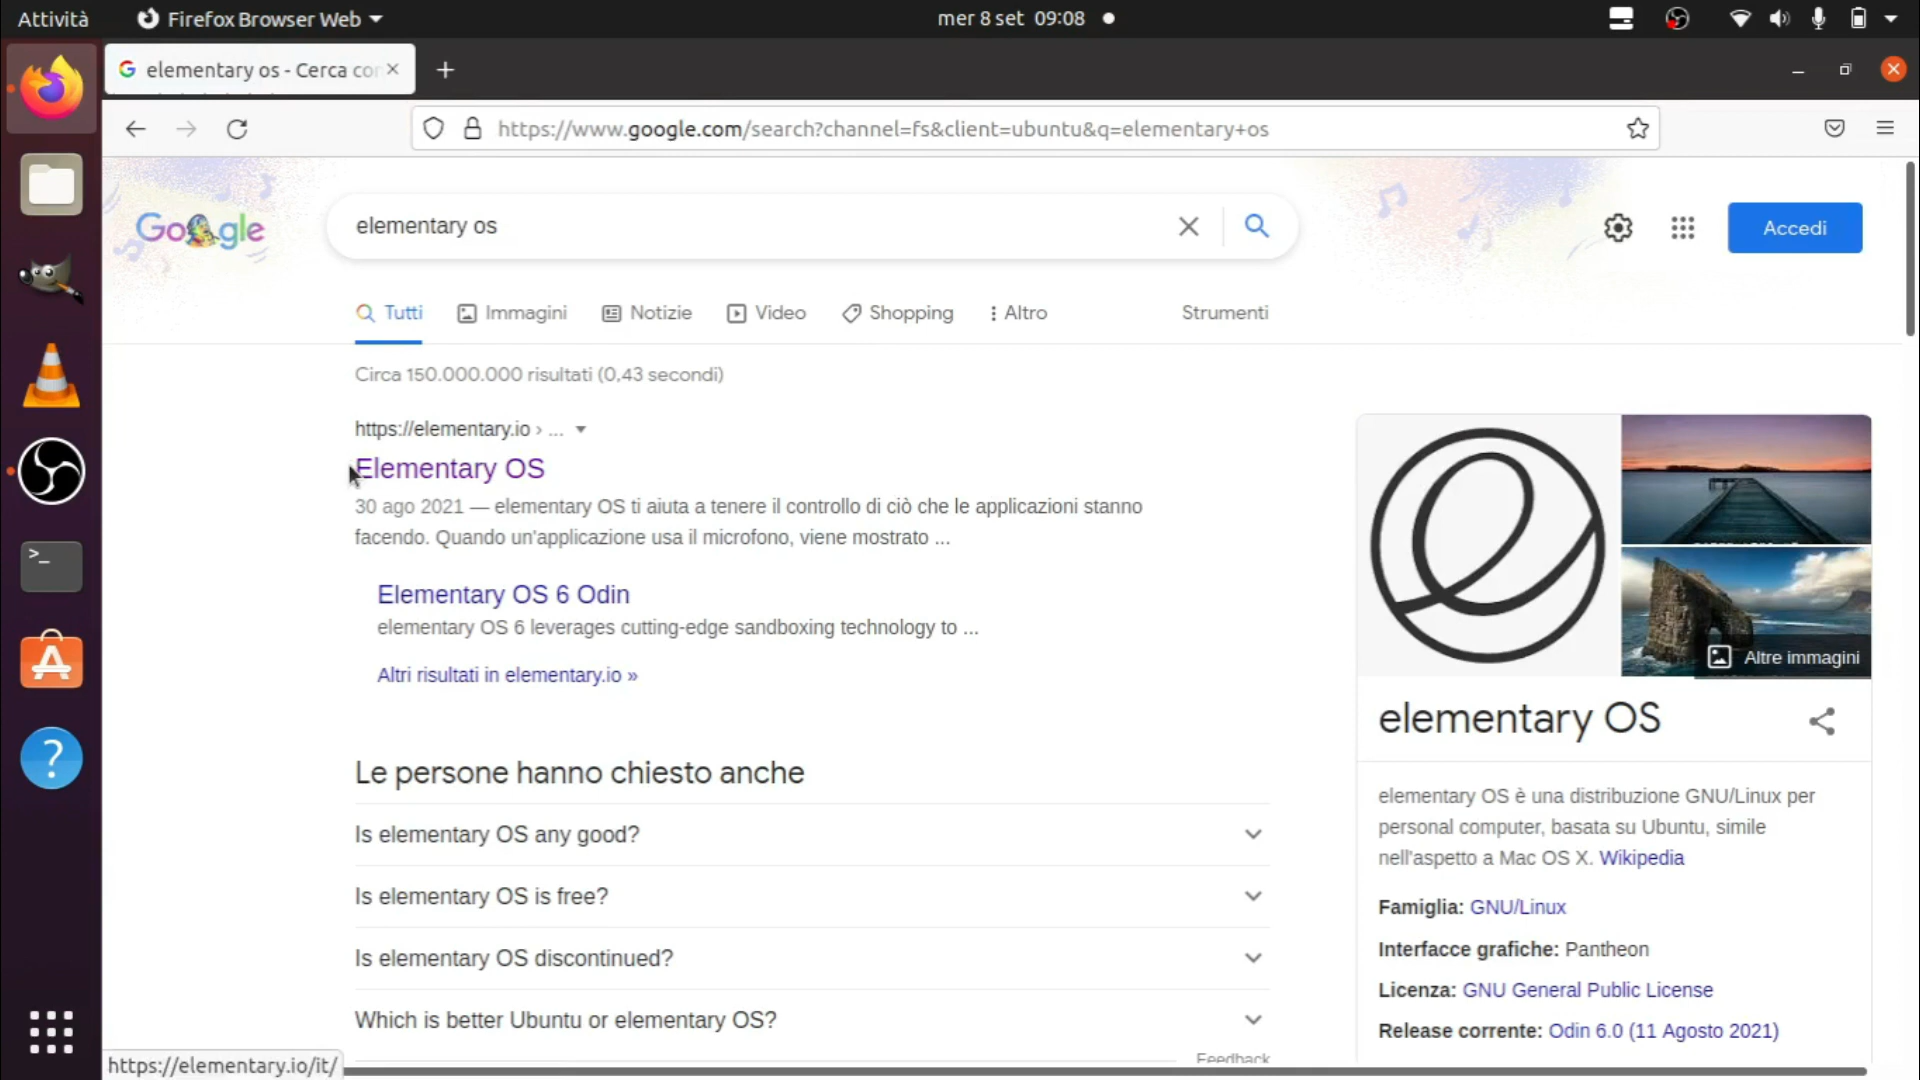 Attività
Firefox Browser Web
mer 8 set 09:08
elementary os - Cerca con
https://www.google.com/search?channel=fs&client=ubuntu&q=elementary+os
Google
elementary os
Accedi
Tutti
Immagini
Notizie
Video
Shopping
Altro
Strumenti
Circa 150.000.000 risultati (0,43 secondi)
https://elementary.io › ...
Elementary OS
30 ago 2021 — elementary OS ti aiuta a tenere il controllo di ciò che le applicazioni stanno
facendo. Quando un'applicazione usa il microfono, viene mostrato ...
Elementary OS 6 Odin
elementary OS 6 leverages cutting-edge sandboxing technology to ...
Altri risultati in elementary.io »
Le persone hanno chiesto anche
Is elementary OS any good?
Is elementary OS is free?
Is elementary OS discontinued?
Which is better Ubuntu or elementary OS?
Feedback
Altre immagini
elementary OS
elementary OS è una distribuzione GNU/Linux per
personal computer, basata su Ubuntu, simile
nell'aspetto a Mac OS X. Wikipedia
Famiglia: GNU/Linux
Interfacce grafiche: Pantheon
Licenza: GNU General Public License
Release corrente: Odin 6.0 (11 Agosto 2021)
https://elementary.io/it/